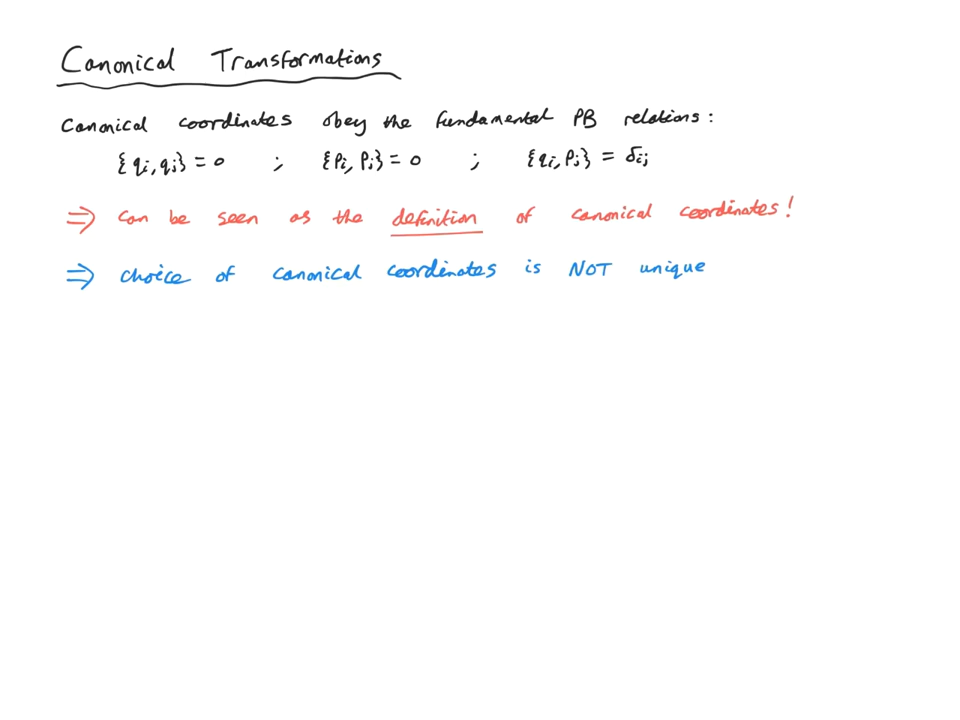 Canonical Transformations
Canonical coordinates obey the fundamental PB relations:
{qi, qj} = 0 ; {Pi, Pj} = 0 ; {qi, Pj} = δij
⇒ can be seen as the definition of canonical coordinates!
⇒ choice of canonical coordinates is NOT unique